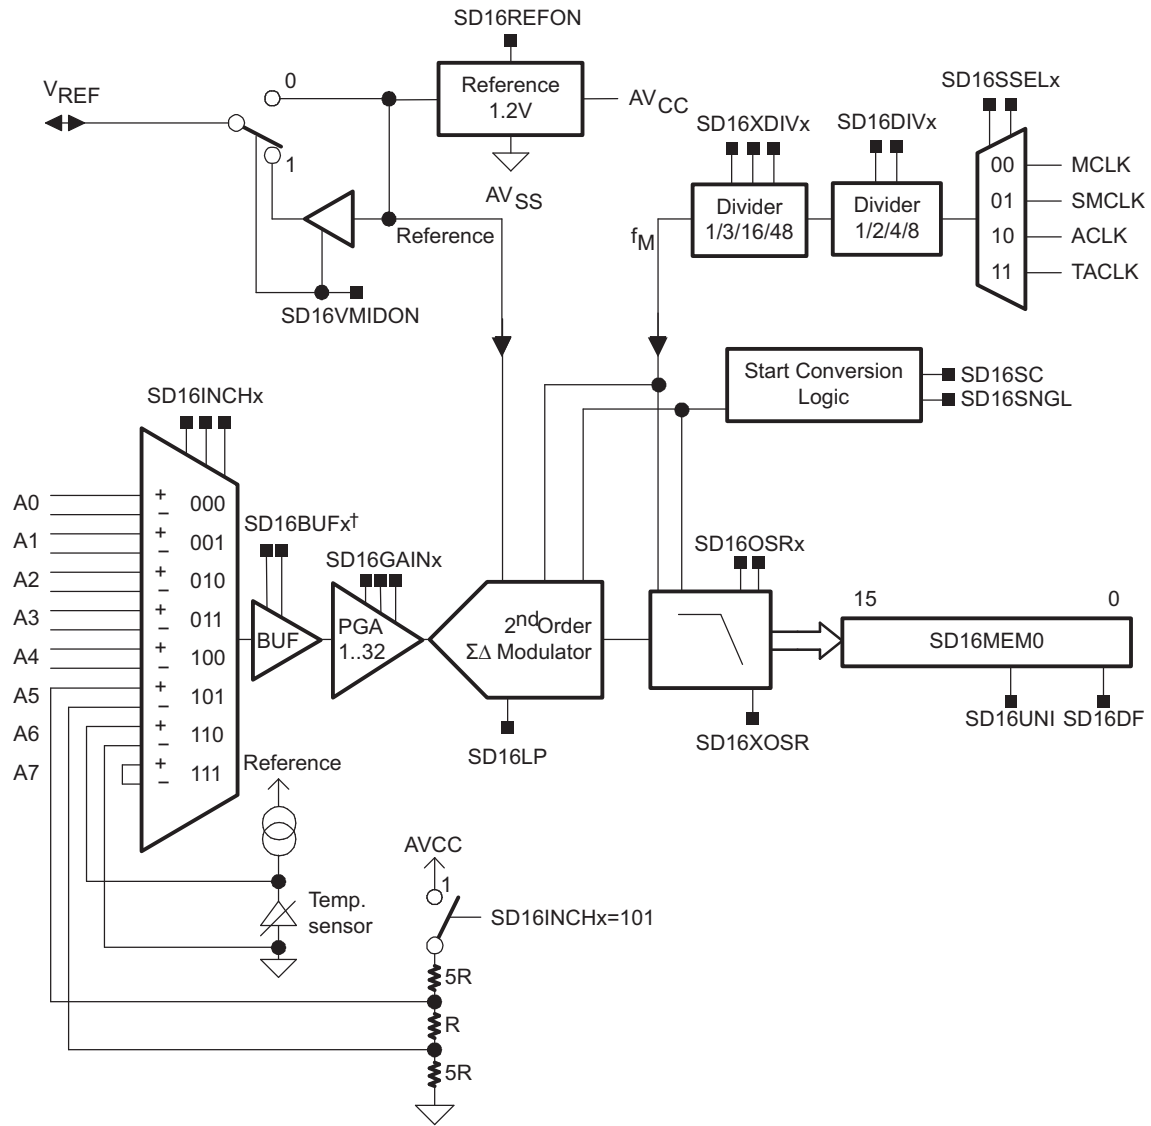 SD16REFON
0
VREF
Reference
1.2V
AVCC
1
AVSS
Reference
SD16VMIDON
SD16SSELx
SD16XDIVx
SD16DIVx
00
MCLK
Divider
1/3/16/48
Divider
1/2/4/8
01
SMCLK
fM
10
ACLK
11
TACLK
Start Conversion
Logic
SD16SC
SD16SNGL
SD16INCHx
A0
+
−
000
A1
+
−
001
A2
+
−
010
A3
+
−
011
A4
+
−
100
A5
+
−
101
A6
+
−
110
A7
+
−
111
SD16BUFx†
BUF
SD16GAINx
PGA
1..32
2nd Order
ΣΔ Modulator
SD16LP
SD16OSRx
SD16XOSR
15
0
SD16MEM0
SD16UNI
SD16DF
Reference
Temp.
sensor
AVCC
1
SD16INCHx=101
5R
R
5R